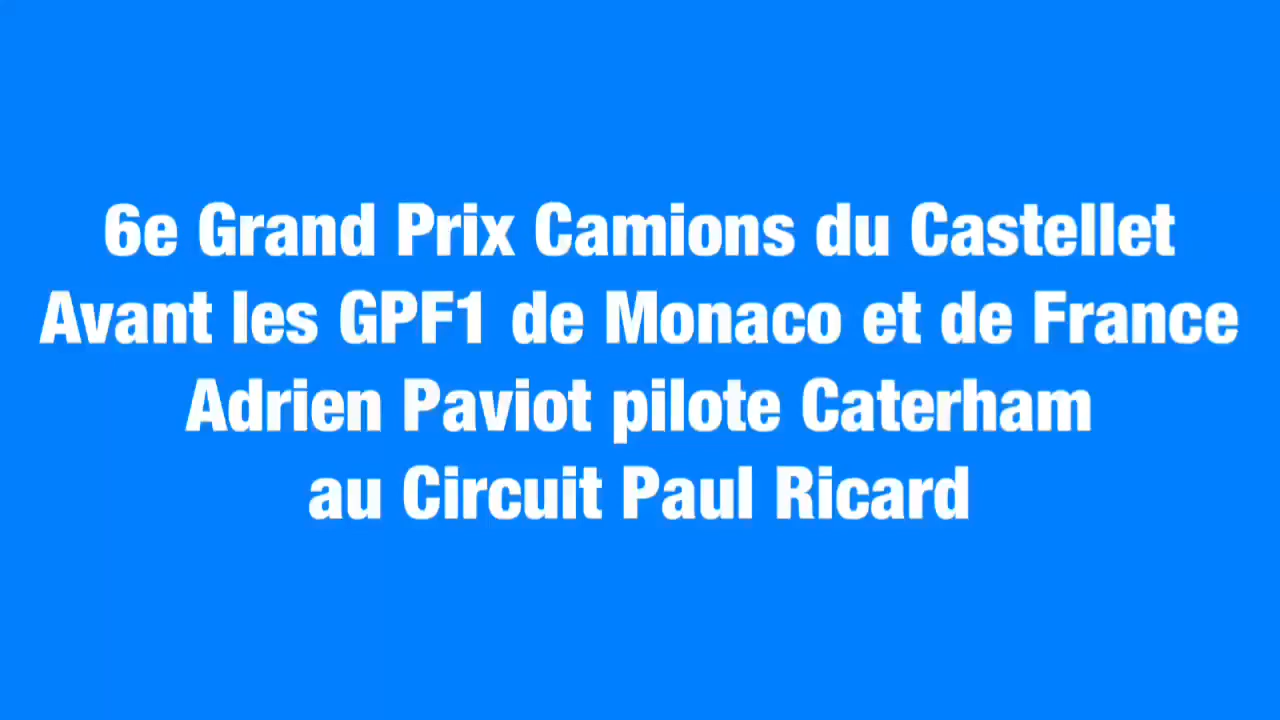 6e Grand Prix Camions du Castellet
Avant les GPF1 de Monaco et de France
Adrien Paviot pilote Caterham
au Circuit Paul Ricard